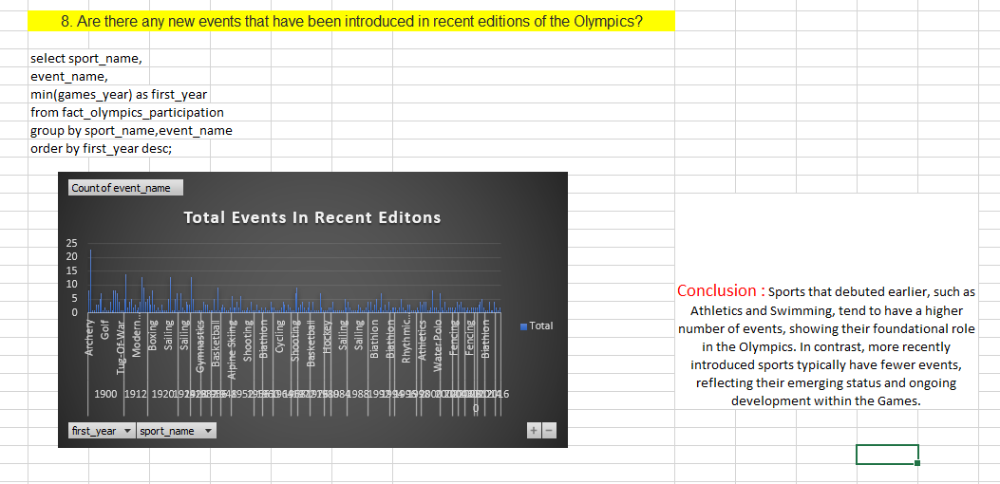 8. Are there any new events that have been introduced in recent editions of the Olympics?
select sport_name,
event_name,
min(games_year) as first_year
from fact_olympics_participation
group by sport_name,event_name
order by first_year desc;
Count of event_name
Total Events In Recent Editons
25
20
15
10
5
0
Archery
Golf
Tug-Of-War
Modern...
Boxing
Sailing
Sailing
Gymnastics
Basketball
Alpine Skiing
Shooting
Biathlon
Cycling
Shooting
Basketball
Hockey
Sailing
Sailing
Biathlon
Biathlon
Rhythmic...
Athletics
Water Polo
Fencing
Fencing
Biathlon
1900 1912 1920
Total
first_year
sport_name
+ −
Conclusion : Sports that debuted earlier, such as
Athletics and Swimming, tend to have a higher
number of events, showing their foundational role
in the Olympics. In contrast, more recently
introduced sports typically have fewer events,
reflecting their emerging status and ongoing
development within the Games.